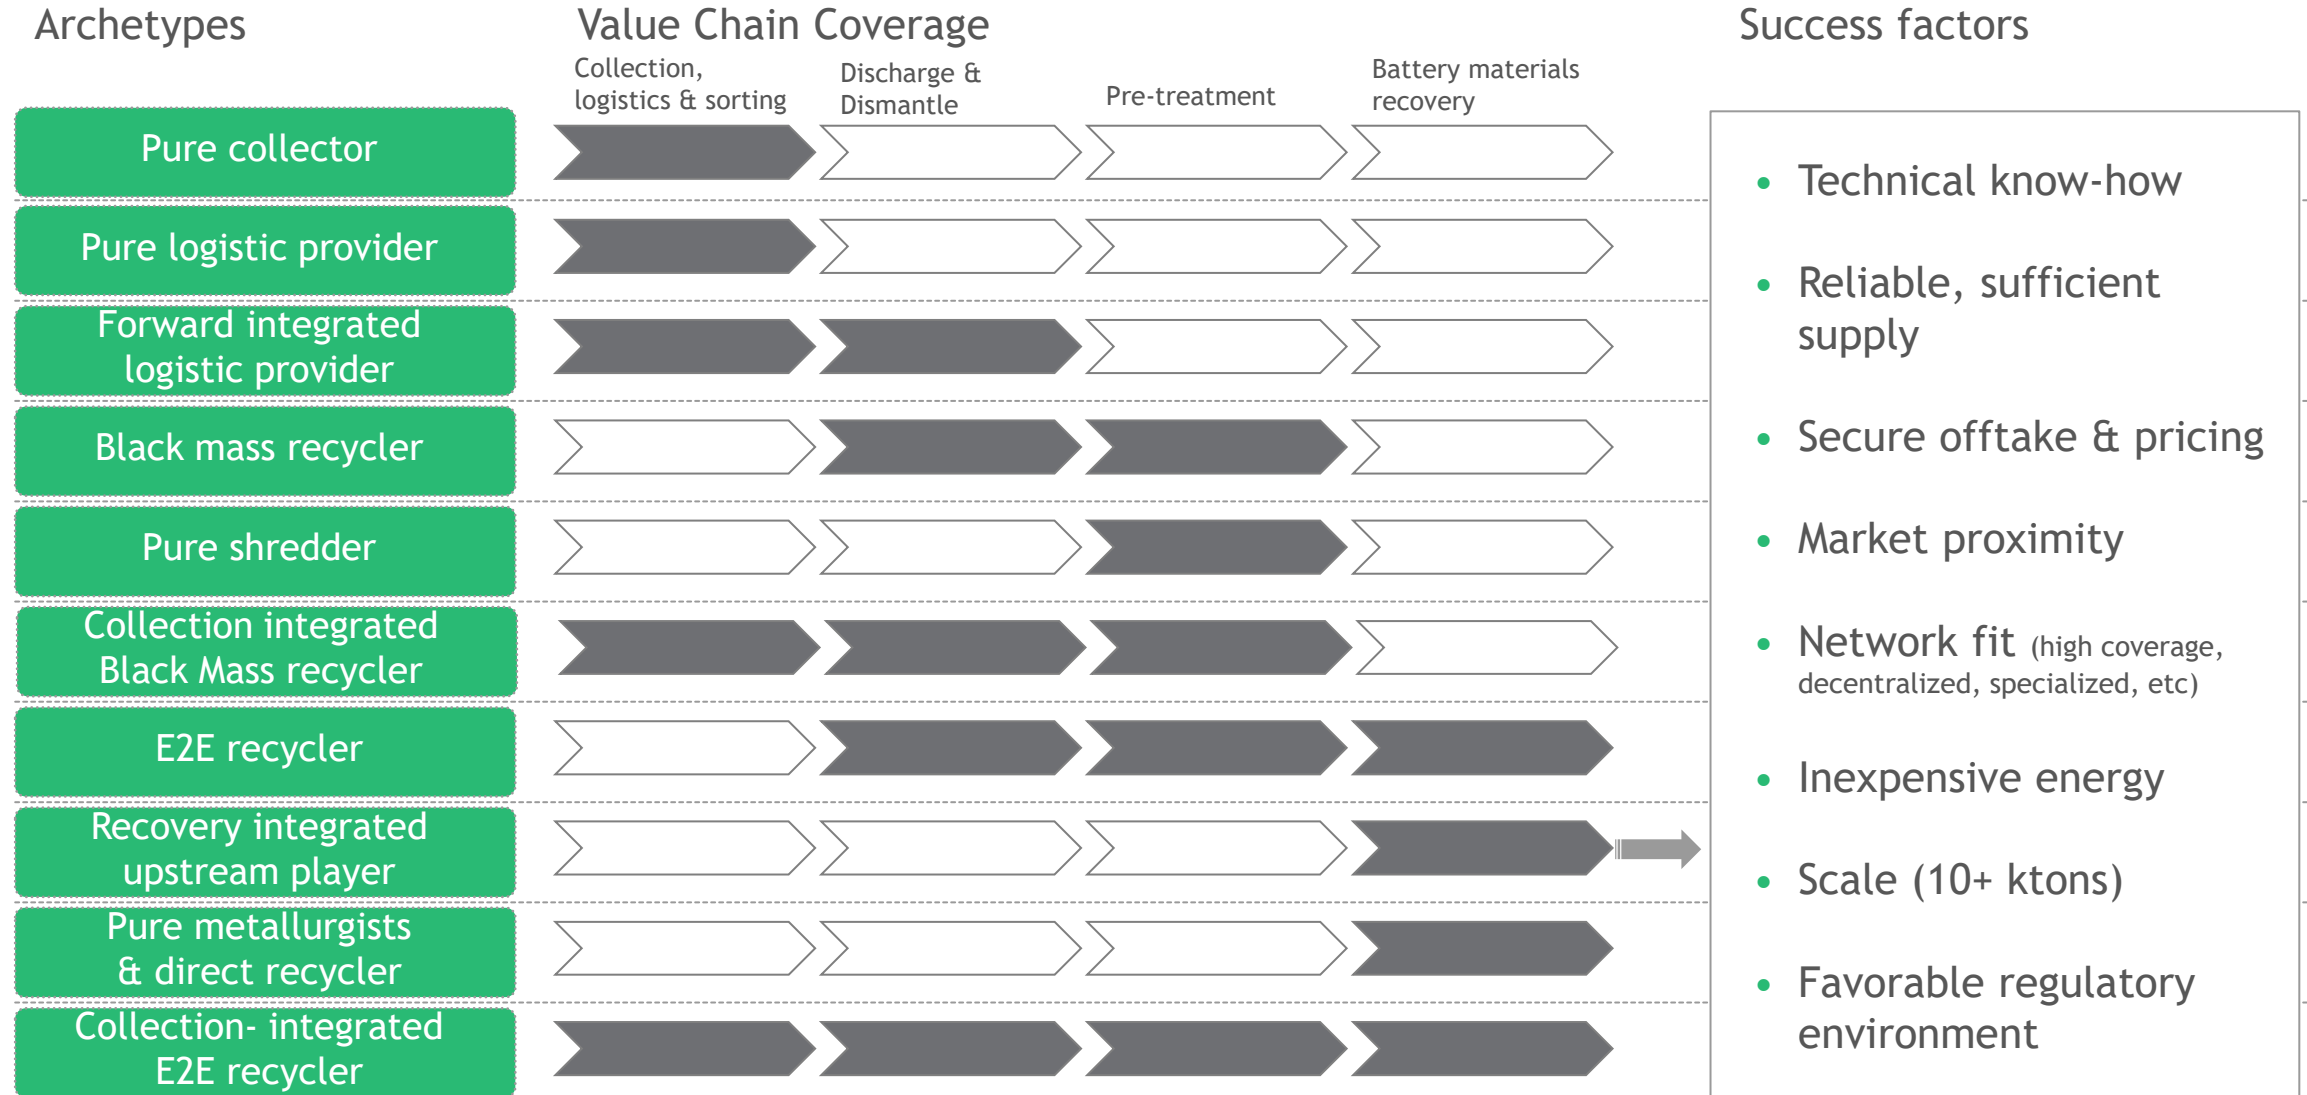 Archetypes
Value Chain Coverage
Success factors
Collection,
logistics & sorting
Discharge &
Dismantle
Pre-treatment
Battery materials
recovery
Pure collector
Pure logistic provider
Forward integrated
logistic provider
Black mass recycler
Pure shredder
Collection integrated
Black Mass recycler
E2E recycler
Recovery integrated
upstream player
Pure metallurgists
& direct recycler
Collection- integrated
E2E recycler
• Technical know-how
• Reliable, sufficient
supply
• Secure offtake & pricing
• Market proximity
• Network fit (high coverage,
decentralized, specialized, etc)
• Inexpensive energy
• Scale (10+ ktons)
• Favorable regulatory
environment